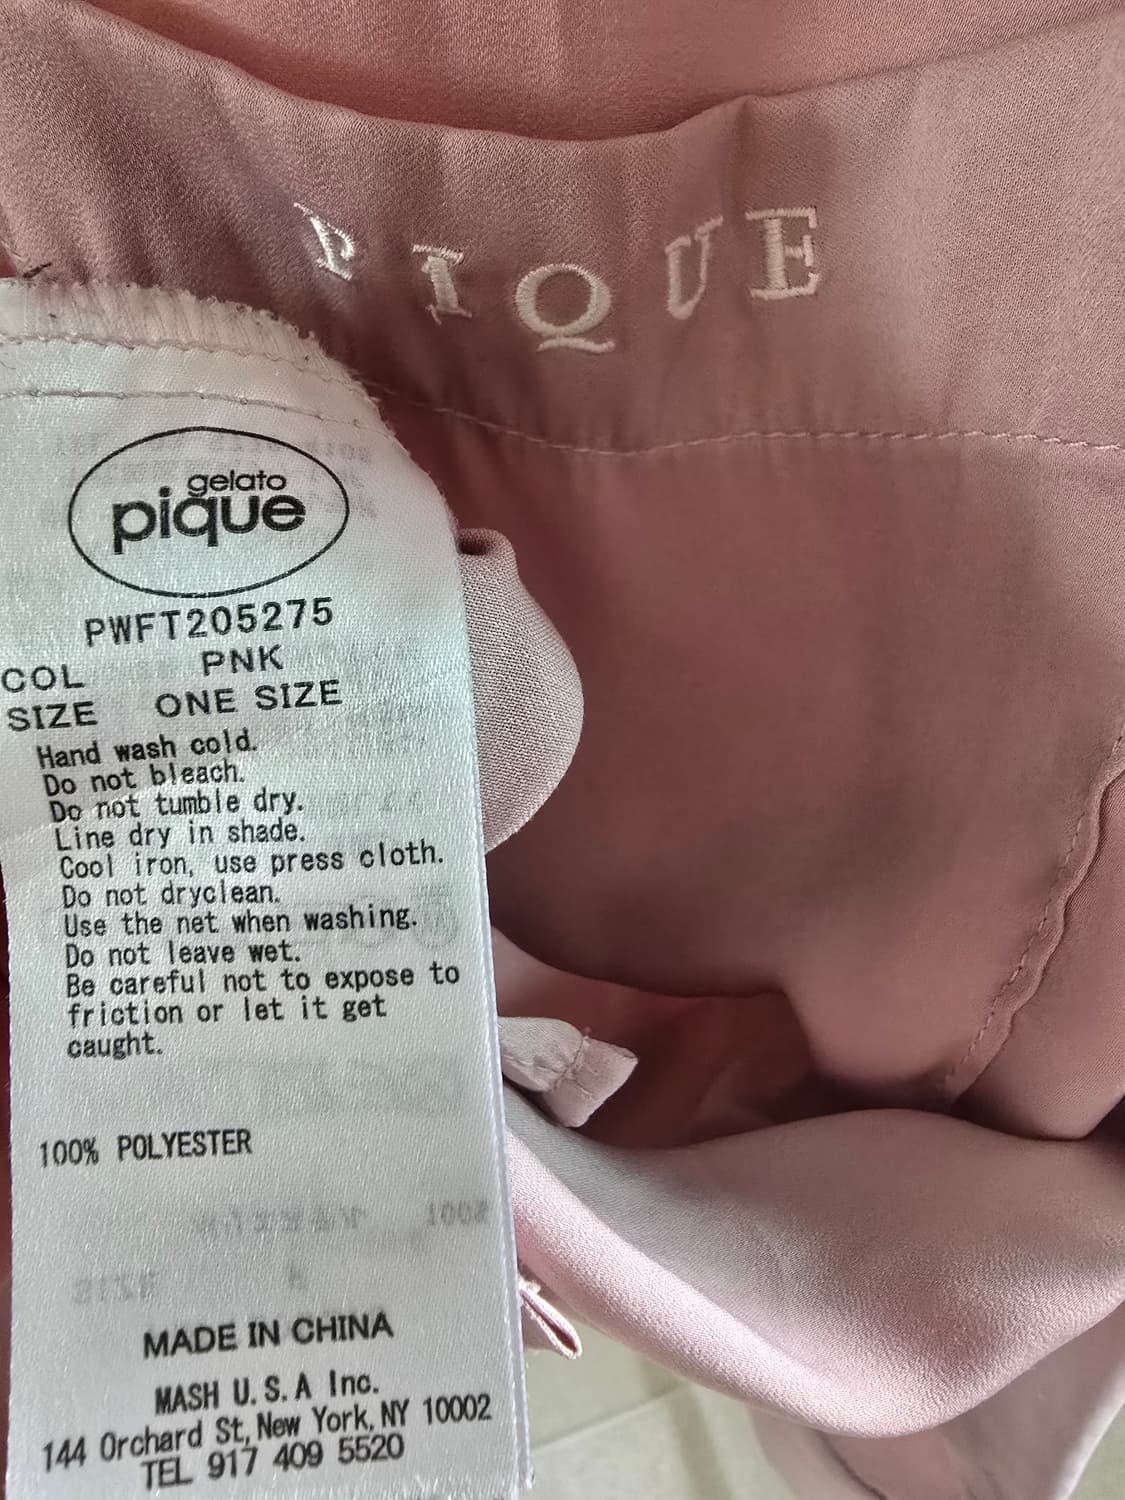 PIQUE
gelato
pique
PWFT205275
COL PNK
SIZE ONE SIZE
Hand wash cold.
Do not bleach.
Do not tumble dry.
Line dry in shade.
Cool iron, use press cloth.
Do not dryclean.
Use the net when washing.
Do not leave wet.
Be careful not to expose to
friction or let it get
caught.
100% POLYESTER
MADE IN CHINA
MASH U.S.A Inc.
144 Orchard St, New York, NY 10002
TEL 917 409 5520